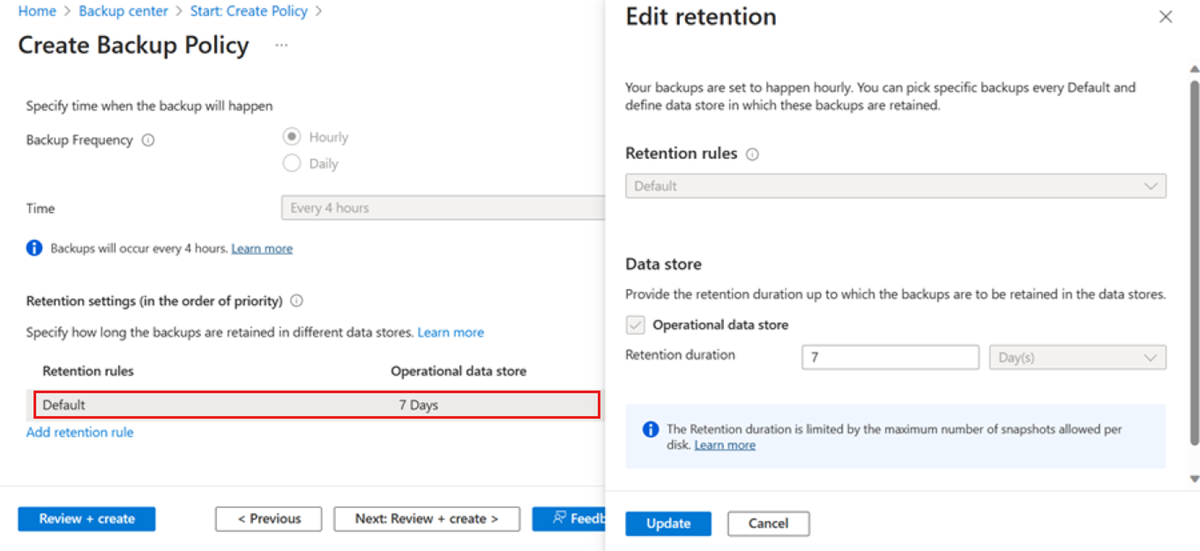 Home > Backup center > Start: Create Policy >
Create Backup Policy ...
Specify time when the backup will happen
Backup Frequency
Hourly
Daily
Time
Every 4 hours
Backups will occur every 4 hours. Learn more
Retention settings (in the order of priority)
Specify how long the backups are retained in different data stores. Learn more
Retention rules Operational data store
Default 7 Days
Add retention rule
Review + create
< Previous
Next: Review + create >
Feedb
Edit retention
Your backups are set to happen hourly. You can pick specific backups every Default and
define data store in which these backups are retained.
Retention rules
Default
Data store
Provide the retention duration up to which the backups are to be retained in the data stores.
Operational data store
Retention duration 7 Day(s)
The Retention duration is limited by the maximum number of snapshots allowed per
disk. Learn more
Update
Cancel